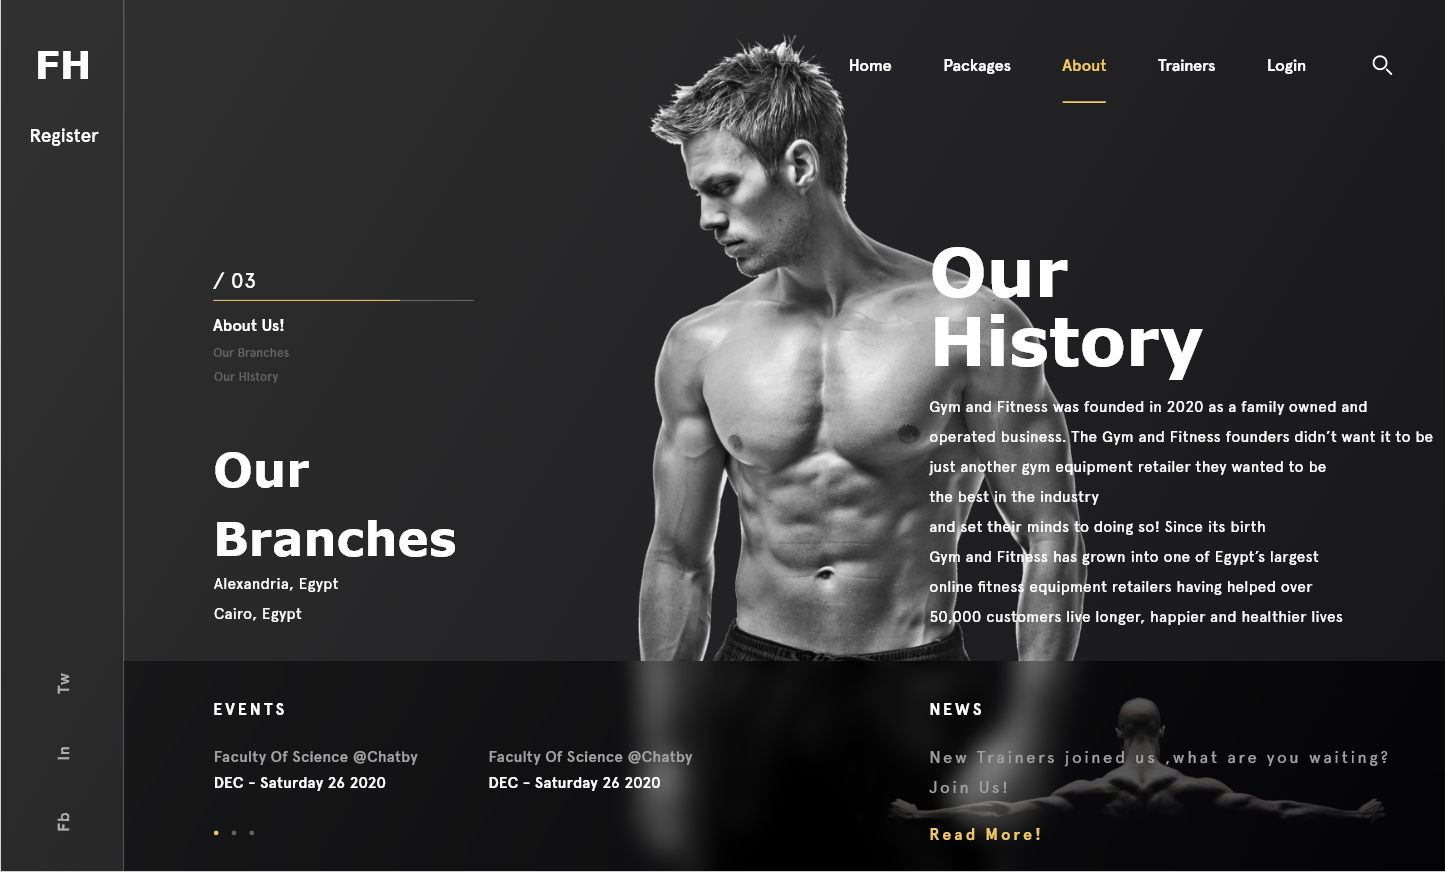 FH
Register
Home
Packages
About
Trainers
Login
/ 03
About Us!
Our Branches
Our HIstory
Our
Branches
Alexandria, Egypt
Cairo, Egypt
Our
History
Gym and Fitness was founded in 2020 as a family owned and
operated business. The Gym and Fitness founders didn’t want it to be
just another gym equipment retailer they wanted to be
the best in the industry
and set their minds to doing so! Since its birth
Gym and Fitness has grown into one of Egypt’s largest
online fitness equipment retailers having helped over
50,000 customers live longer, happier and healthier lives
Tw
In
Fb
EVENTS
Faculty Of Science @Chatby
DEC - Saturday 26 2020
Faculty Of Science @Chatby
DEC - Saturday 26 2020
NEWS
New Trainers joined us ,what are you waiting?
Join Us!
Read More!